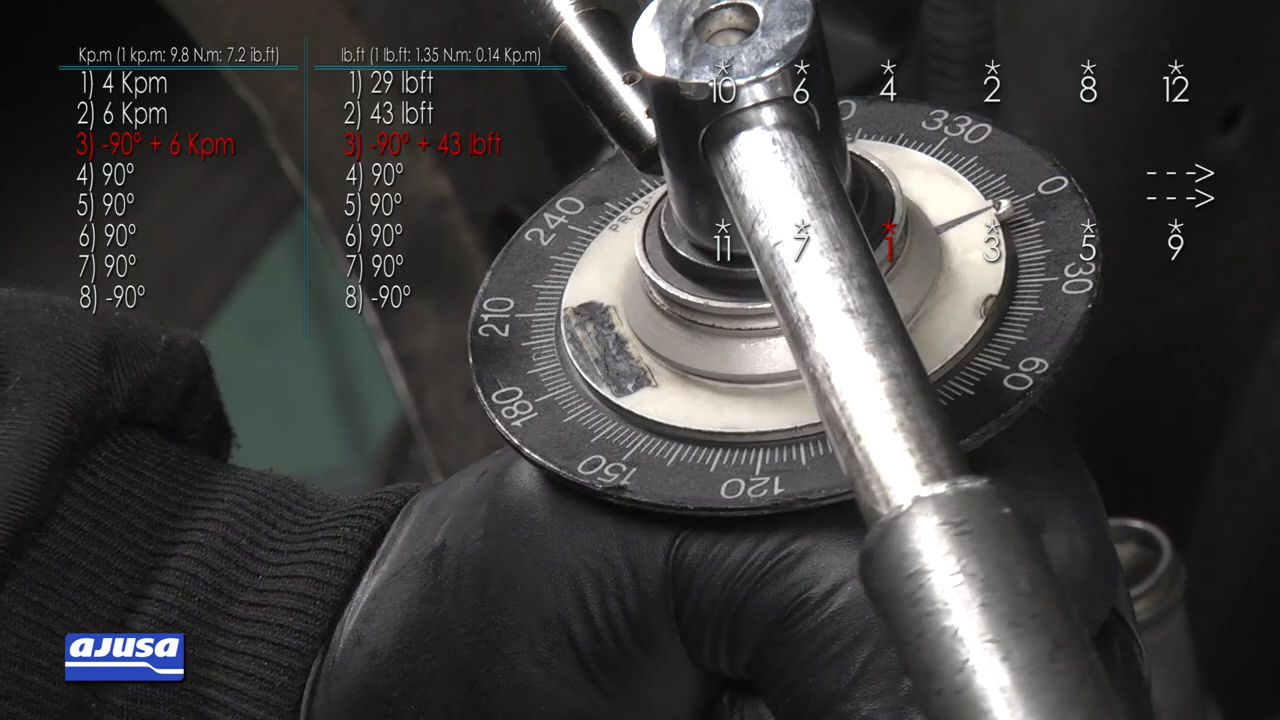 Kp.m (1 kp.m: 9.8 N.m: 7.2 ib.ft)
1) 4 Kpm
2) 6 Kpm
3) -90º + 6 Kpm
4) 90º
5) 90º
6) 90º
7) 90º
8) -90º
lb.ft (1 lb.ft: 1.35 N.m: 0.14 Kp.m)
1) 29 lbft
2) 43 lbft
3) -90º + 43 lbft
4) 90º
5) 90º
6) 90º
7) 90º
8) -90º
* * * * * *
10 6 4 2 8 12
--->
--->
* * * * * *
11 7 1 3 5 9
330
0
30
60
120
150
180
210
240
ajusa